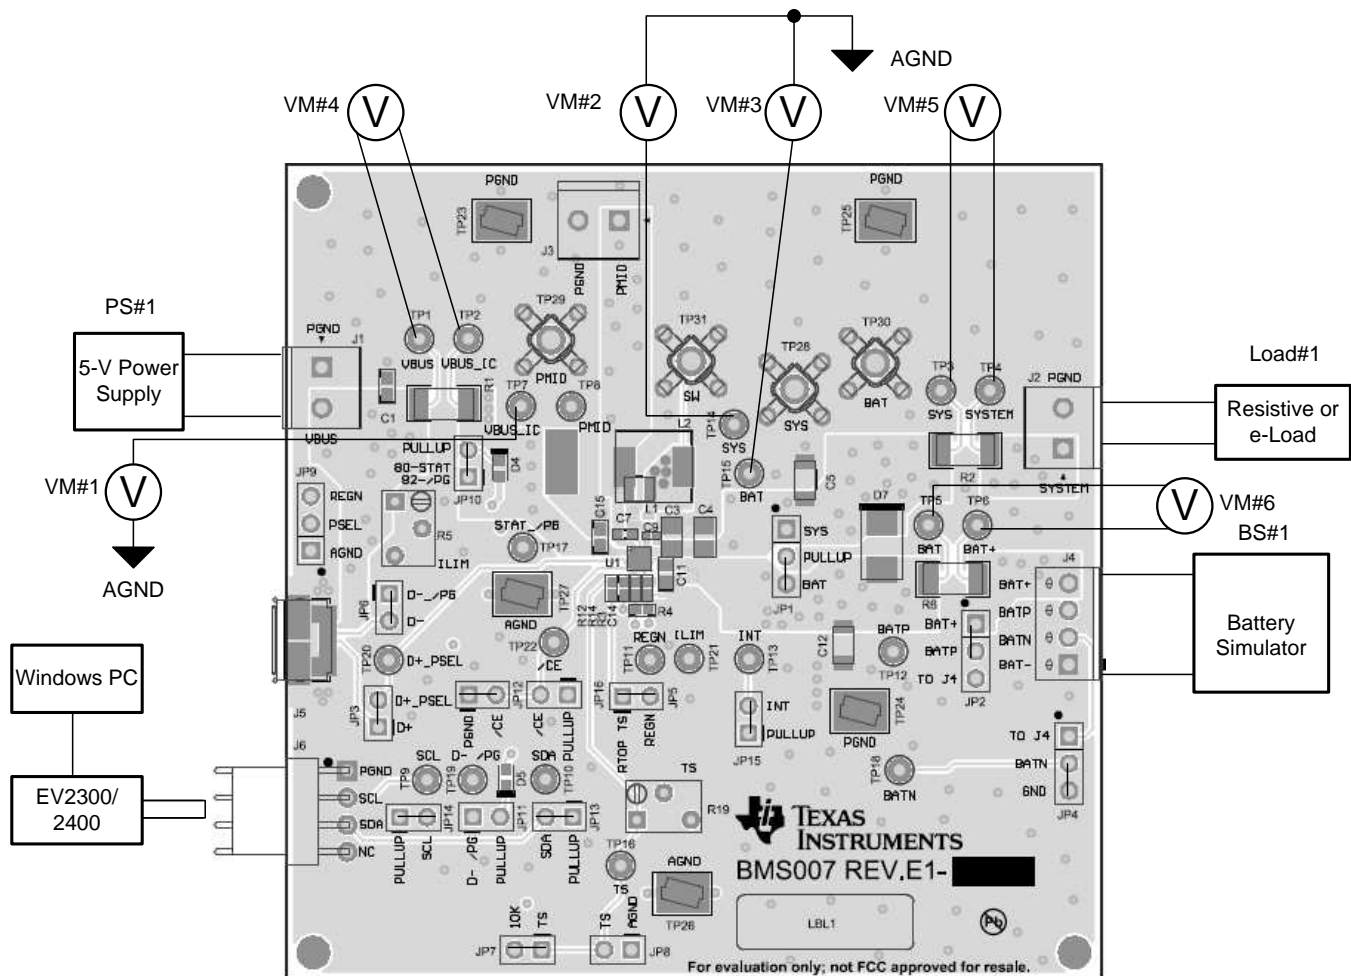 AGND
VM#4
V
VM#2
V
VM#3
V
VM#5
V
PGND
TP23
J3
PGND
PMID
PGND
TP25
PS#1
5-V Power
Supply
PGND
J1
VBUS
TP1
VBUS
TP2
VBUS_IC
TP29
PMID
TP31
SW
TP28
SYS
TP30
BAT
TP3
SYS
TP4
SYSTEM
J2 PGND
SYSTEM
Load#1
Resistive or
e-Load
C1
R1
TP7
VBUS_IC
TP8
PMID
L2
TP14
SYS
TP15
BAT
C5
R2
VM#1
V
AGND
JP9
REGN
PSEL
AGND
PULLUP
80-STAT
92-/PG
JP10
D4
R5
ILIM
STAT_/PG
TP17
C15
C7
L1
C9
C3
C4
U1
C11
SYS
PULLUP
BAT
JP1
D7
TP5
BAT
TP6
BAT+
R6
V
VM#6
BS#1
Battery
Simulator
J4
BAT+
BATP
BATN
BAT-
JP6
D-_/PG
D-
AGND
TP27
R12
R14
R3
C14
R4
TP22
/CE
REGN
TP11
ILIM
TP21
INT
TP13
C12
BATP
TP12
BAT+
BATP
TO J4
JP2
Windows PC
J5
TP20
D+_PSEL
JP3
D+_PSEL
D+
PGND
/CE
JP12
/CE
PULLUP
JP16
RTOP TS
REGN
JP5
INT
PULLUP
JP15
TP24
PGND
TO J4
BATN
GND
JP4
EV2300/
2400
J6
PGND
SCL
SDA
NC
SCL
TP9
D-_/PG
TP19
D5
SDA
TP10
TS
R19
TP18
BATN
JP14
PULLUP
SCL
JP11
D-_/PG
PULLUP
JP13
SDA
PULLUP
TP16
TS
AGND
TP26
TEXAS
INSTRUMENTS
BMS007 REV.E1-
LBL1
Pb
JP7
10K
TS
TS
AGND
JP8
For evaluation only; not FCC approved for resale.